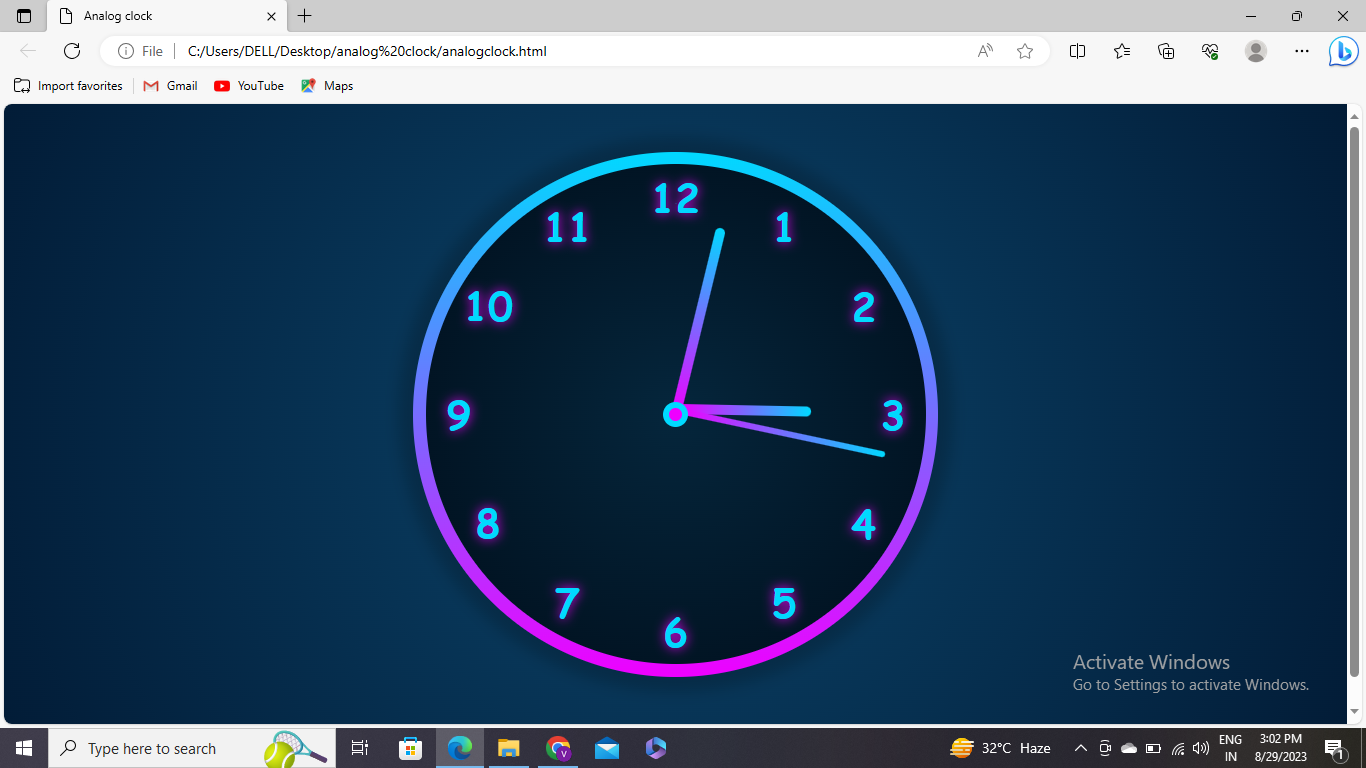 Analog clock
File
C:/Users/DELL/Desktop/analog%20clock/analogclock.html
Import favorites
Gmail
YouTube
Maps
12
11
1
10
2
9
3
8
4
7
5
6
Activate Windows
Go to Settings to activate Windows.
Type here to search
32°C Haze
ENG
IN
3:02 PM
8/29/2023
1